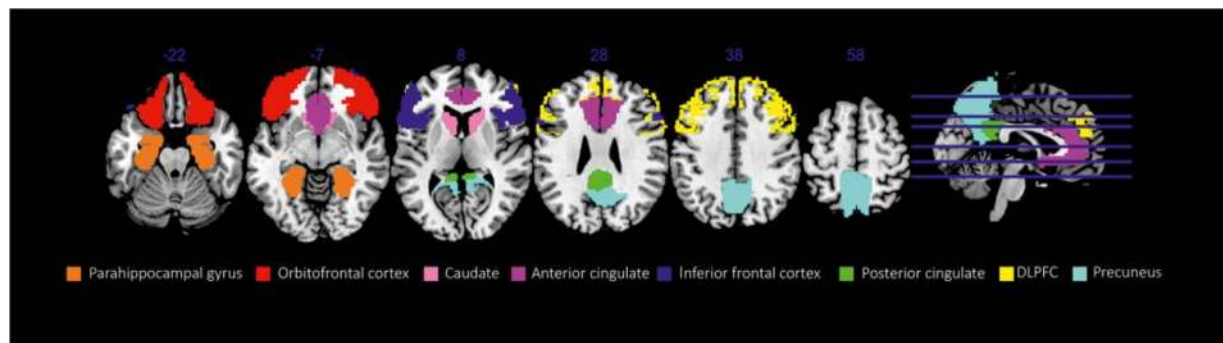 -22 -7 8 28 38 58
Parahippocampal gyrus Orbitofrontal cortex Caudate Anterior cingulate Inferior frontal cortex Posterior cingulate DLPFC Precuneus